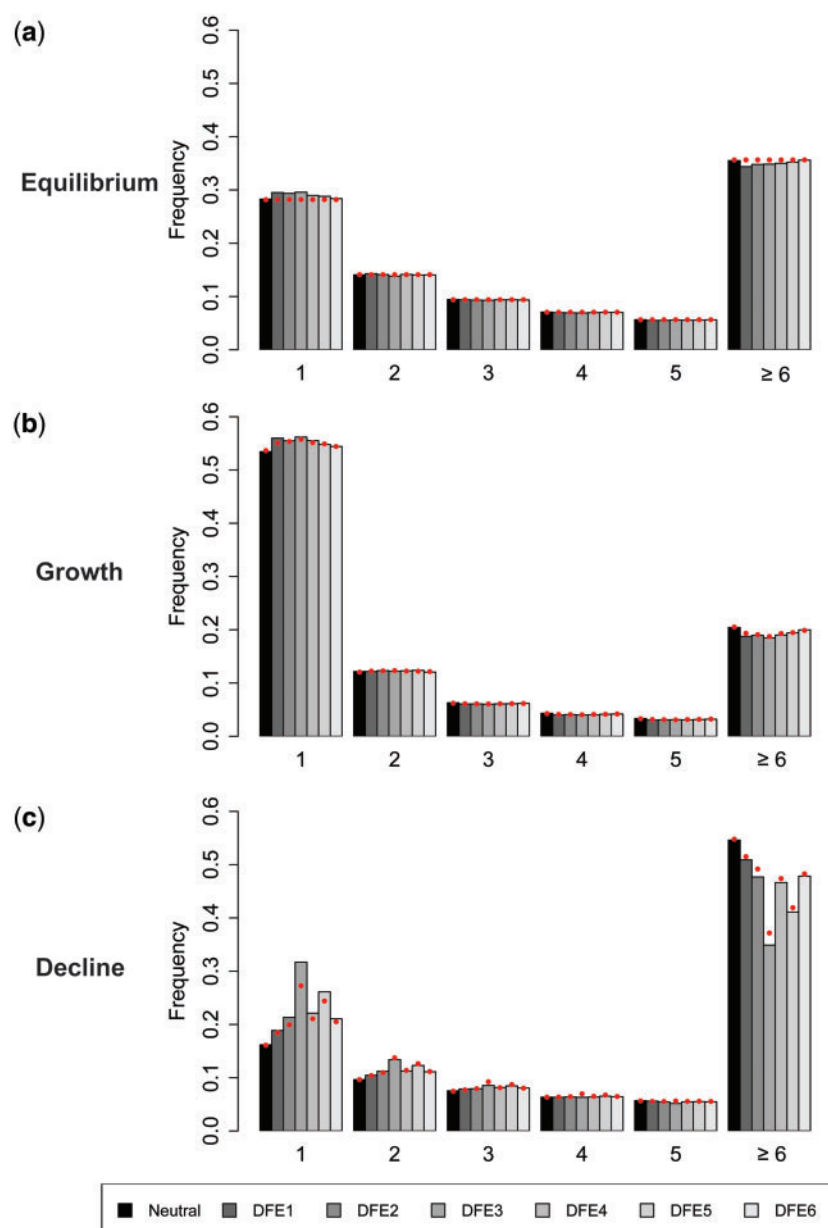 (a)
Equilibrium
Frequency
0.0 0.1 0.2 0.3 0.4 0.5 0.6
1 2 3 4 5 ≥ 6
(b)
Growth
Frequency
0.0 0.1 0.2 0.3 0.4 0.5 0.6
1 2 3 4 5 ≥ 6
(c)
Decline
Frequency
0.0 0.1 0.2 0.3 0.4 0.5 0.6
1 2 3 4 5 ≥ 6
Neutral DFE1 DFE2 DFE3 DFE4 DFE5 DFE6